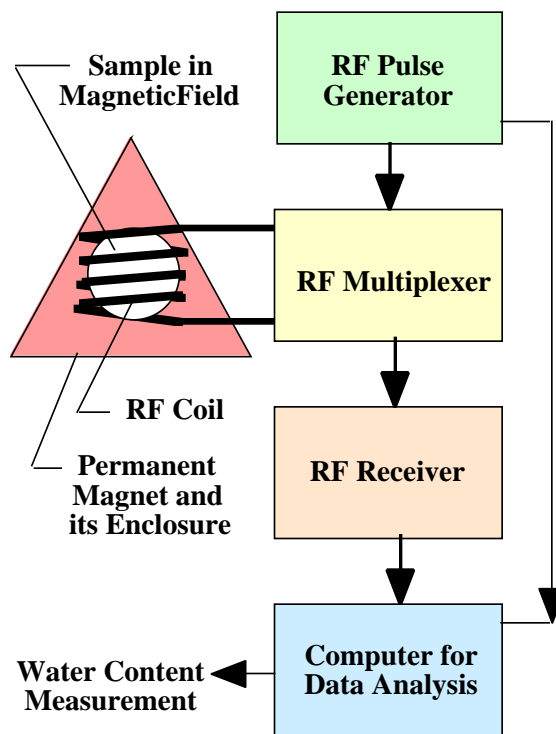 Sample in
MagneticField
RF Pulse
Generator
RF Multiplexer
RF Coil
Permanent
Magnet and
its Enclosure
RF Receiver
Water Content
Measurement
Computer for
Data Analysis